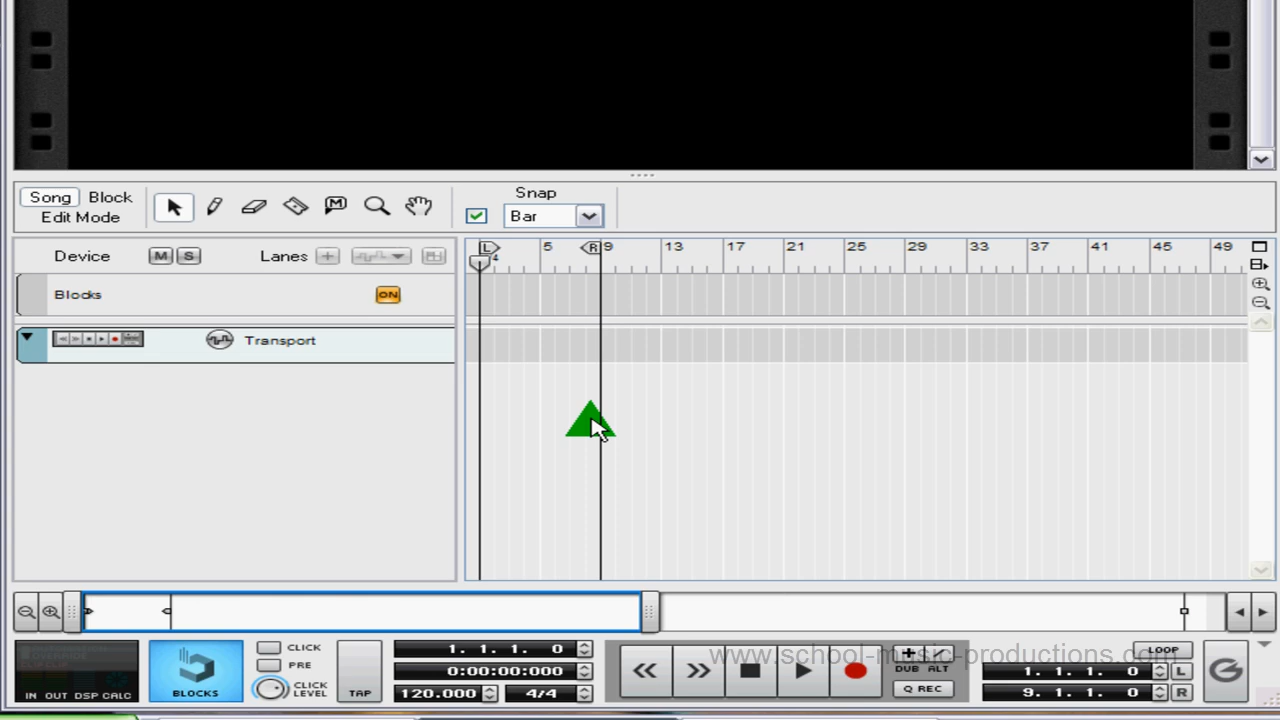 Song Block
Edit Mode
M
Snap
Bar
Device M S Lanes
L R
4 5 9 13 17 21 25 29 33 37 41 45 49
Blocks ON
Transport
IN OUT DSP CALC
BLOCKS
CLICK
PRE
CLICK
LEVEL
TAP
1. 1. 1. 0
0:00:00:000
120.000 4/4
DUB ALT
Q REC
www.school-music-productions.com
LOOP
1. 1. 1. 0 L
9. 1. 1. 0 R